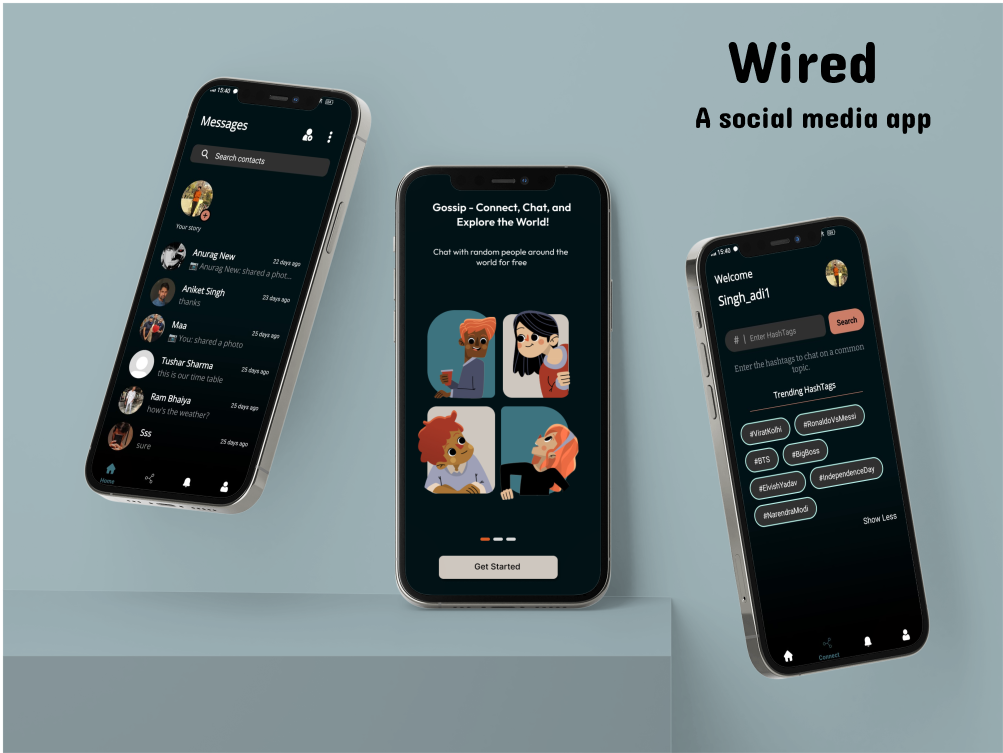 Wired
A social media app
15:40
Messages
Search contacts
Your story
Anurag New
22 days ago
Anurag New: shared a phot...
Aniket Singh
23 days ago
thanks
Maa
25 days ago
You: shared a photo
Tushar Sharma
25 days ago
this is our time table
Ram Bhaiya
25 days ago
how's the weather?
Sss
25 days ago
sure
Home
Gossip - Connect, Chat, and
Explore the World!
Chat with random people around the
world for free
Get Started
15:40
Welcome
Singh_adi1
# | Enter HashTags
Search
Enter the hashtags to chat on a common
topic.
Trending HashTags
#ViratKolhi #RonaldoVsMessi
#BTS #BigBoss
#ElvishYadav #IndependenceDay
#NarendraModi
Show Less
Connect